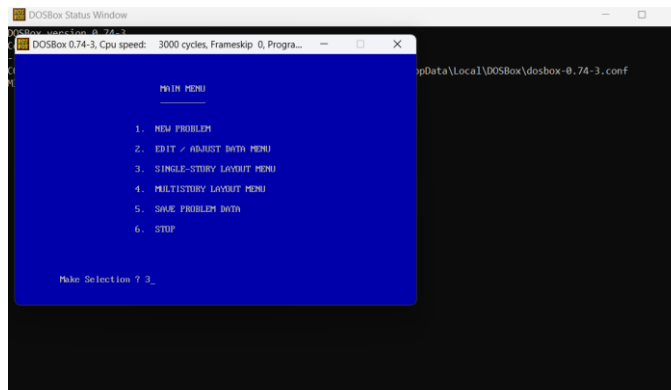 DOSBox Status Window
DOSBox version 0.74-3
DOSBox 0.74-3, Cpu speed: 3000 cycles, Frameskip 0, Progra...
ppData\Local\DOSBox\dosbox-0.74-3.conf
MAIN MENU
1. NEW PROBLEM
2. EDIT / ADJUST DATA MENU
3. SINGLE-STORY LAYOUT MENU
4. MULTISTORY LAYOUT MENU
5. SAVE PROBLEM DATA
6. STOP
Make Selection ? 3_